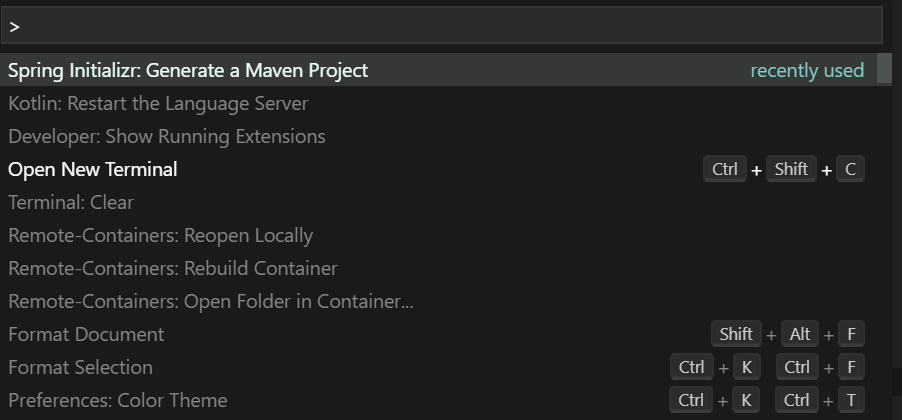 >
Spring Initializr: Generate a Maven Project recently used
Kotlin: Restart the Language Server
Developer: Show Running Extensions
Open New Terminal Ctrl + Shift + C
Terminal: Clear
Remote-Containers: Reopen Locally
Remote-Containers: Rebuild Container
Remote-Containers: Open Folder in Container...
Format Document Shift + Alt + F
Format Selection Ctrl + K Ctrl + F
Preferences: Color Theme Ctrl + K Ctrl + T